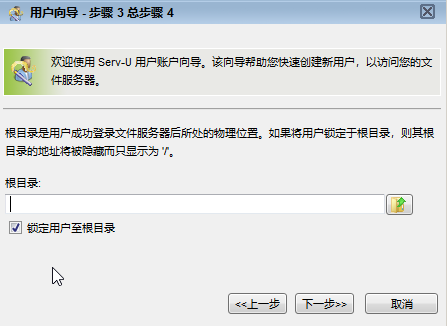 用户向导 - 步骤 3 总步骤 4
欢迎使用 Serv-U 用户账户向导。该向导帮助您快速创建新用户，以访问您的文
件服务器。
根目录是用户成功登录文件服务器后所处的物理位置。如果将用户锁定于根目录，则其根
目录的地址将被隐藏而只显示为 '/'。
根目录:
锁定用户至根目录
<<上一步 下一步>> 取消